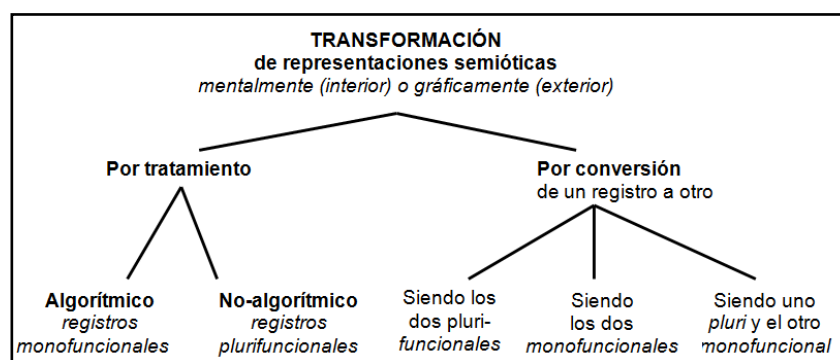 TRANSFORMACIÓN
de representaciones semióticas
mentalmente (interior) o gráficamente (exterior)
Por tratamiento
Por conversión
de un registro a otro
Algorítmico
registros
monofuncionales
No-algorítmico
registros
plurifuncionales
Siendo los
dos pluri-
funcionales
Siendo
los dos
monofuncionales
Siendo uno
pluri y el otro
monofuncional